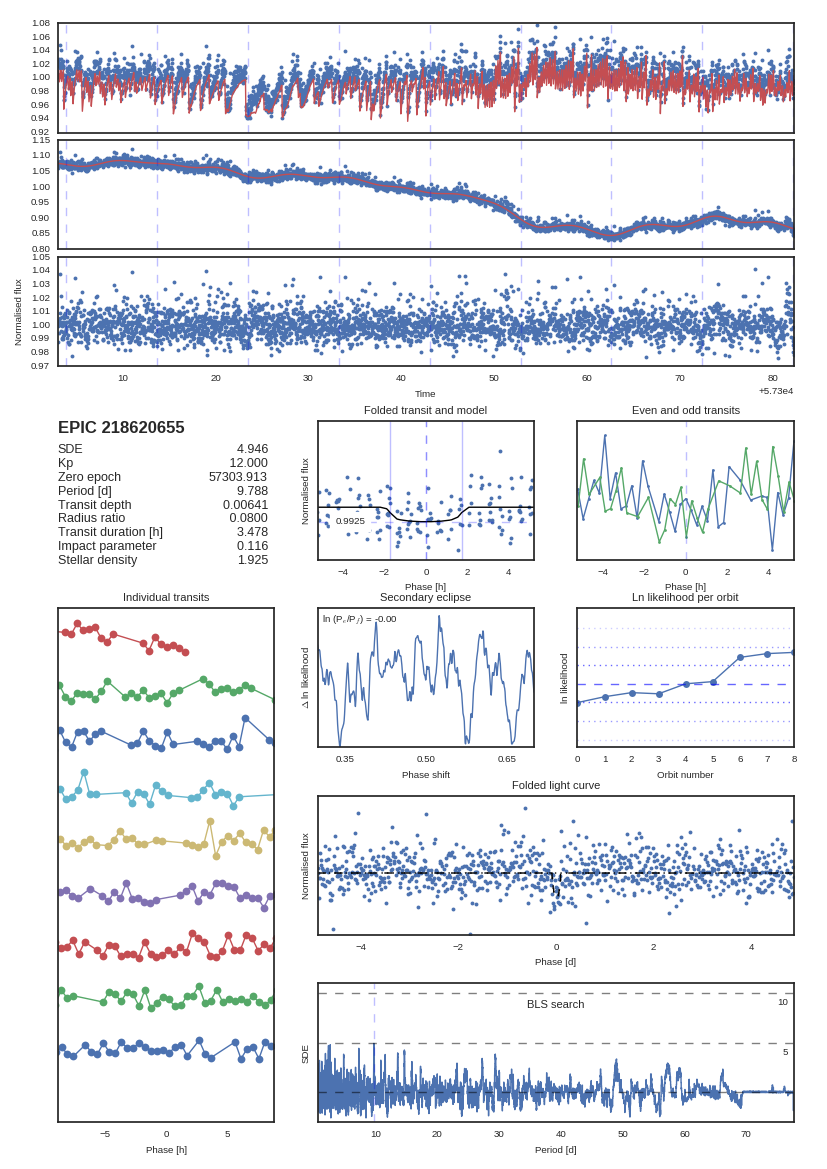 1.08
1.06
1.04
1.02
1.00
0.98
0.96
0.94
0.92
1.15
1.10
1.05
1.00
0.95
0.90
0.85
0.80
1.05
1.04
1.03
1.02
1.01
1.00
0.99
0.98
0.97
Normalised flux
10 20 30 40 50 60 70 80
Time
+5.73e4
EPIC 218620655
SDE 4.946
Kp 12.000
Zero epoch 57303.913
Period [d] 9.788
Transit depth 0.00641
Radius ratio 0.0800
Transit duration [h] 3.478
Impact parameter 0.116
Stellar density 1.925
Folded transit and model
Normalised flux
0.9925
−4 −2 0 2 4
Phase [h]
Even and odd transits
−4 −2 0 2 4
Phase [h]
Individual transits
−5 0 5
Phase [h]
Secondary eclipse
ln (Pₑ/P𝑓) = -0.00
Δ ln likelihood
0.35 0.50 0.65
Phase shift
Ln likelihood per orbit
ln likelihood
0 1 2 3 4 5 6 7 8
Orbit number
Folded light curve
Normalised flux
−4 −2 0 2 4
Phase [d]
BLS search
10
5
SDE
10 20 30 40 50 60 70
Period [d]